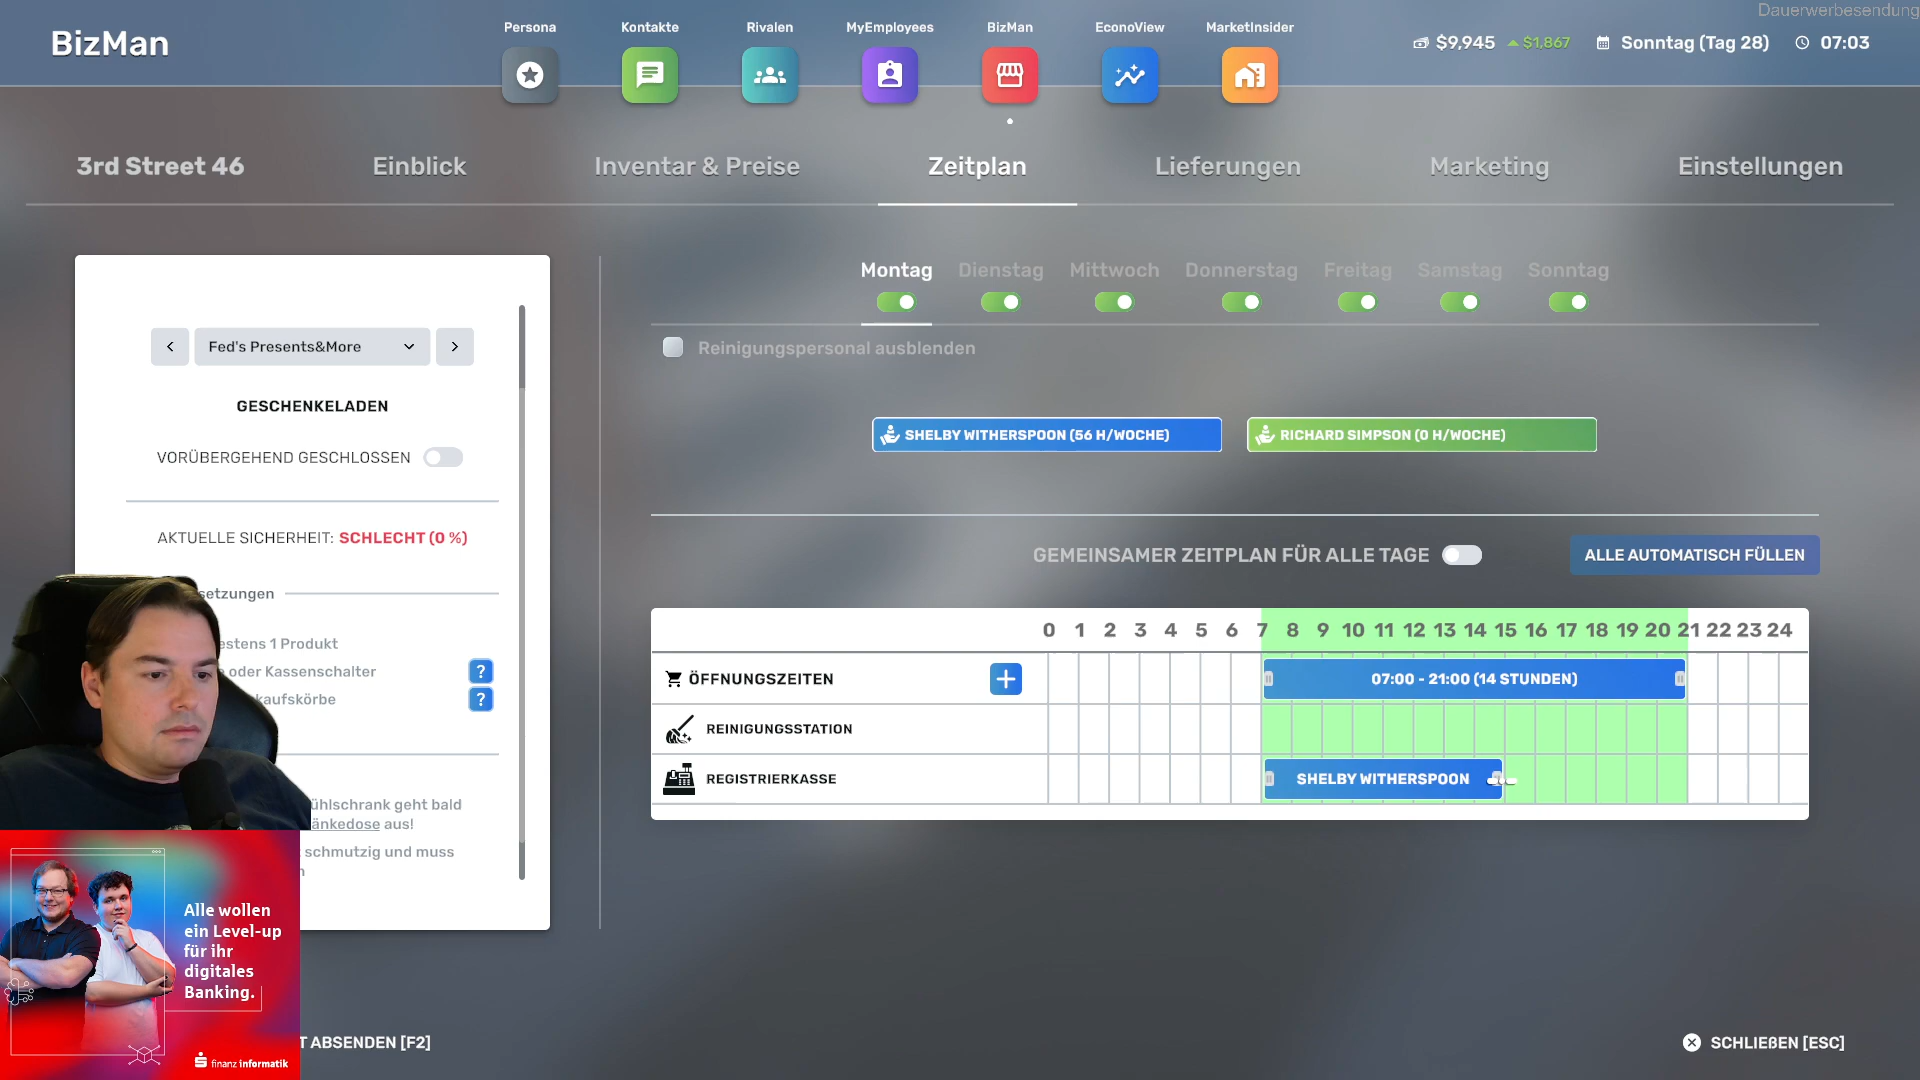 Dauerwerbesendung
BizMan
Persona
Kontakte
Rivalen
MyEmployees
BizMan
EconoView
MarketInsider
$9,945
$1,867
Sonntag (Tag 28)
07:03
3rd Street 46
Einblick
Inventar & Preise
Zeitplan
Lieferungen
Marketing
Einstellungen
Montag
Dienstag
Mittwoch
Donnerstag
Freitag
Samstag
Sonntag
Reinigungspersonal ausblenden
Fed's Presents&More
GESCHENKELADEN
VORÜBERGEHEND GESCHLOSSEN
AKTUELLE SICHERHEIT: SCHLECHT (0 %)
setzungen
estens 1 Produkt
oder Kassenschalter
?
kaufskörbe
?
ühlschrank geht bald
änkedose aus!
schmutzig und muss
SHELBY WITHERSPOON (56 H/WOCHE)
RICHARD SIMPSON (0 H/WOCHE)
GEMEINSAMER ZEITPLAN FÜR ALLE TAGE
ALLE AUTOMATISCH FÜLLEN
0 1 2 3 4 5 6 7 8 9 10 11 12 13 14 15 16 17 18 19 20 21 22 23 24
ÖFFNUNGSZEITEN
07:00 - 21:00 (14 STUNDEN)
REINIGUNGSSTATION
REGISTRIERKASSE
SHELBY WITHERSPOON
Alle wollen
ein Level-up
für ihr
digitales
Banking.
finanz informatik
T ABSENDEN [F2]
SCHLIEẞEN [ESC]